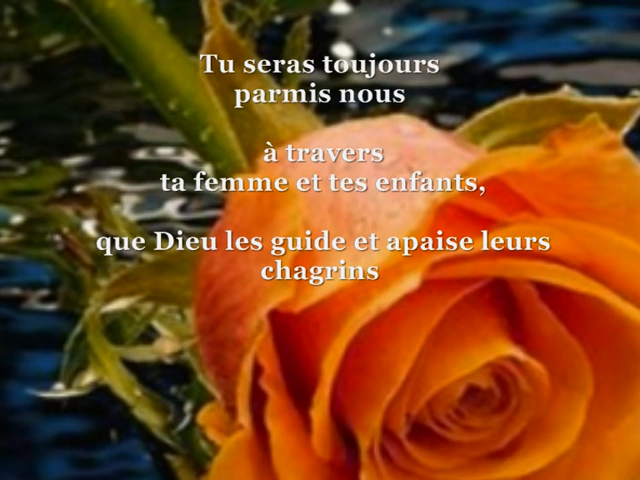 Tu seras toujours
parmis nous
à travers
ta femme et tes enfants,
que Dieu les guide et apaise leurs
chagrins